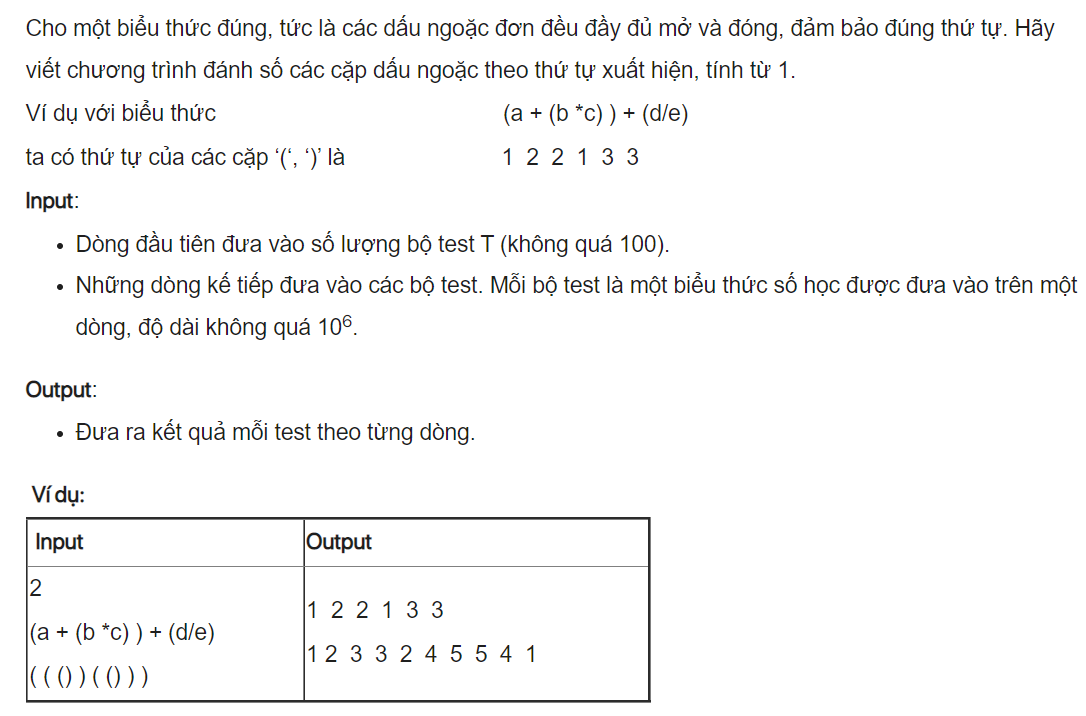 Cho một biểu thức đúng, tức là các dấu ngoặc đơn đều đầy đủ mở và đóng, đảm bảo đúng thứ tự. Hãy
viết chương trình đánh số các cặp dấu ngoặc theo thứ tự xuất hiện, tính từ 1.
Ví dụ với biểu thức (a + (b *c) ) + (d/e)
ta có thứ tự của các cặp ‘(‘, ‘)’ là 1 2 2 1 3 3
Input:
• Dòng đầu tiên đưa vào số lượng bộ test T (không quá 100).
• Những dòng kế tiếp đưa vào các bộ test. Mỗi bộ test là một biểu thức số học được đưa vào trên một
dòng, độ dài không quá 10⁶.
Output:
• Đưa ra kết quả mỗi test theo từng dòng.
Ví dụ:
Input Output
2
(a + (b *c) ) + (d/e)
( ( () ) ( () ) )
1 2 2 1 3 3
1 2 3 3 2 4 5 5 4 1